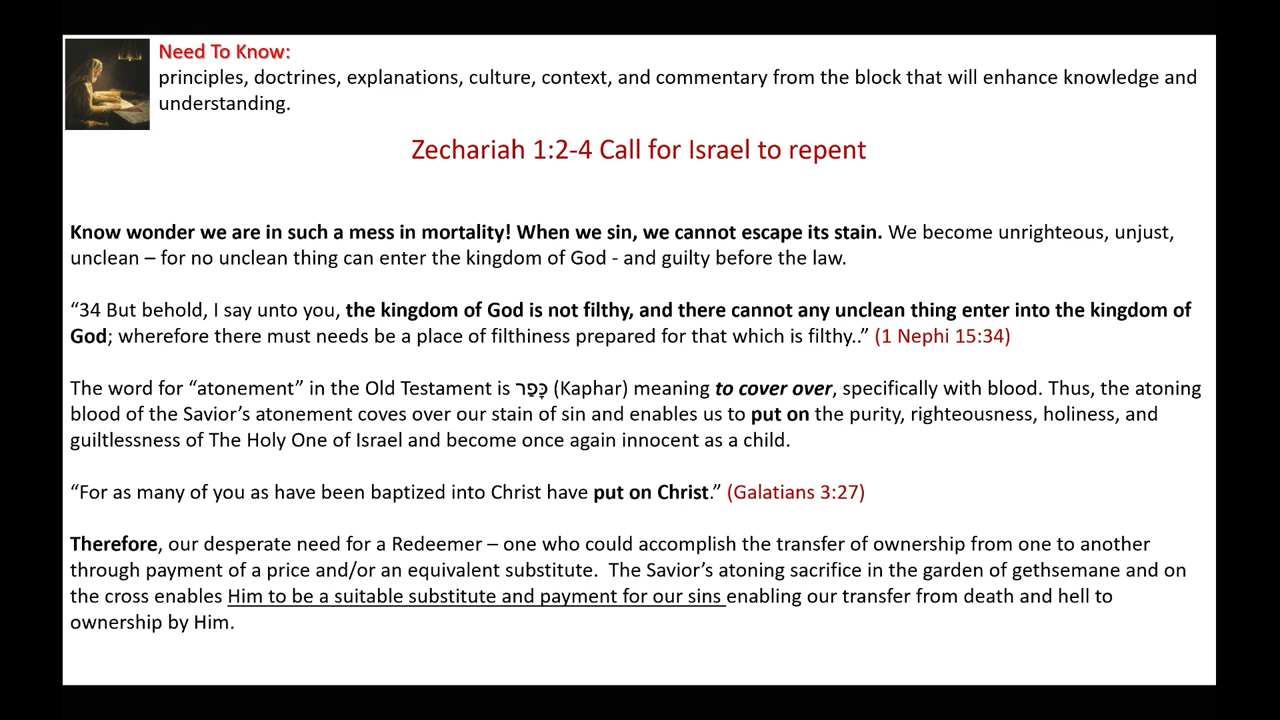 Need To Know:
principles, doctrines, explanations, culture, context, and commentary from the block that will enhance knowledge and
understanding.
Zechariah 1:2-4 Call for Israel to repent
Know wonder we are in such a mess in mortality! When we sin, we cannot escape its stain. We become unrighteous, unjust,
unclean – for no unclean thing can enter the kingdom of God - and guilty before the law.
“34 But behold, I say unto you, the kingdom of God is not filthy, and there cannot any unclean thing enter into the kingdom of
God; wherefore there must needs be a place of filthiness prepared for that which is filthy..” (1 Nephi 15:34)
The word for “atonement” in the Old Testament is כָּפַר (Kaphar) meaning to cover over, specifically with blood. Thus, the atoning
blood of the Savior’s atonement coves over our stain of sin and enables us to put on the purity, righteousness, holiness, and
guiltlessness of The Holy One of Israel and become once again innocent as a child.
“For as many of you as have been baptized into Christ have put on Christ.” (Galatians 3:27)
Therefore, our desperate need for a Redeemer – one who could accomplish the transfer of ownership from one to another
through payment of a price and/or an equivalent substitute.  The Savior’s atoning sacrifice in the garden of gethsemane and on
the cross enables Him to be a suitable substitute and payment for our sins enabling our transfer from death and hell to
ownership by Him.